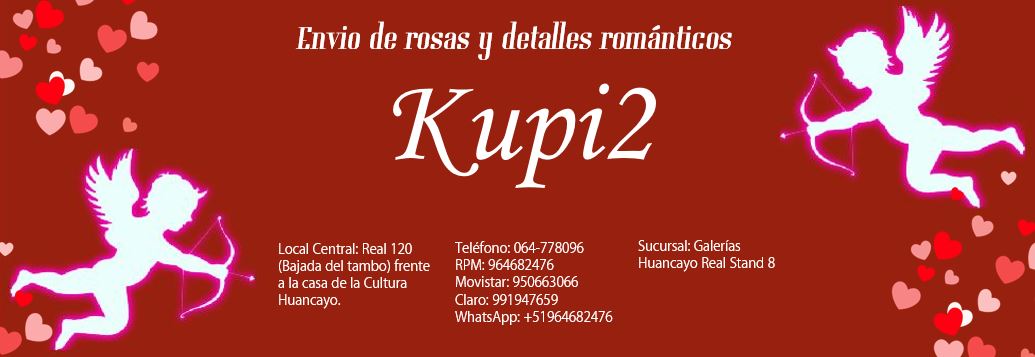 Envio de rosas y detalles románticos
Kupi2
Local Central: Real 120
(Bajada del tambo) frente
a la casa de la Cultura
Huancayo.
Teléfono: 064-778096
RPM: 964682476
Movistar: 950663066
Claro: 991947659
WhatsApp: +51964682476
Sucursal: Galerías
Huancayo Real Stand 8